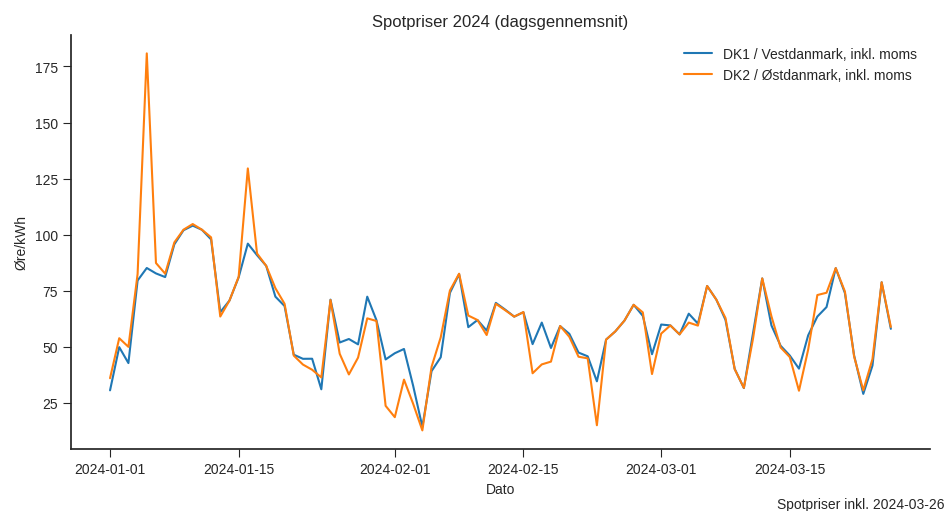 Spotpriser 2024 (dagsgennemsnit)
DK1 / Vestdanmark, inkl. moms
DK2 / Østdanmark, inkl. moms
Øre/kWh
175
150
125
100
75
50
25
2024-01-01
2024-01-15
2024-02-01
2024-02-15
2024-03-01
2024-03-15
Dato
Spotpriser inkl. 2024-03-26